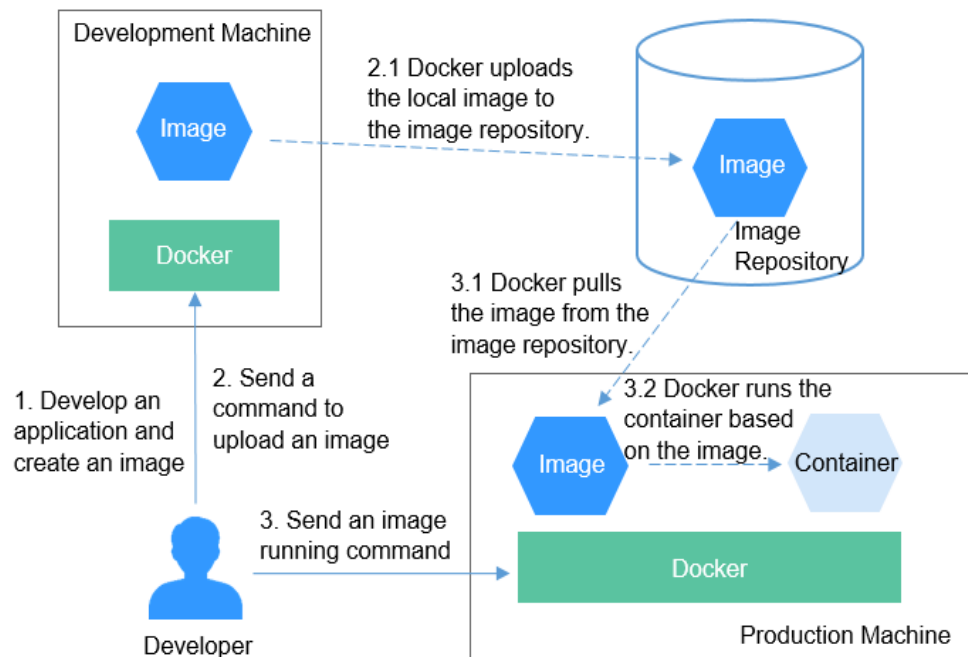 Development Machine
Image
Docker
2.1 Docker uploads
the local image to
the image repository.
Image
Image
Repository
3.1 Docker pulls
the image from the
image repository.
1. Develop an
application and
create an image
2. Send a
command to
upload an image
3. Send an image
running command
Developer
3.2 Docker runs the
container based
on the image.
Image
Container
Docker
Production Machine